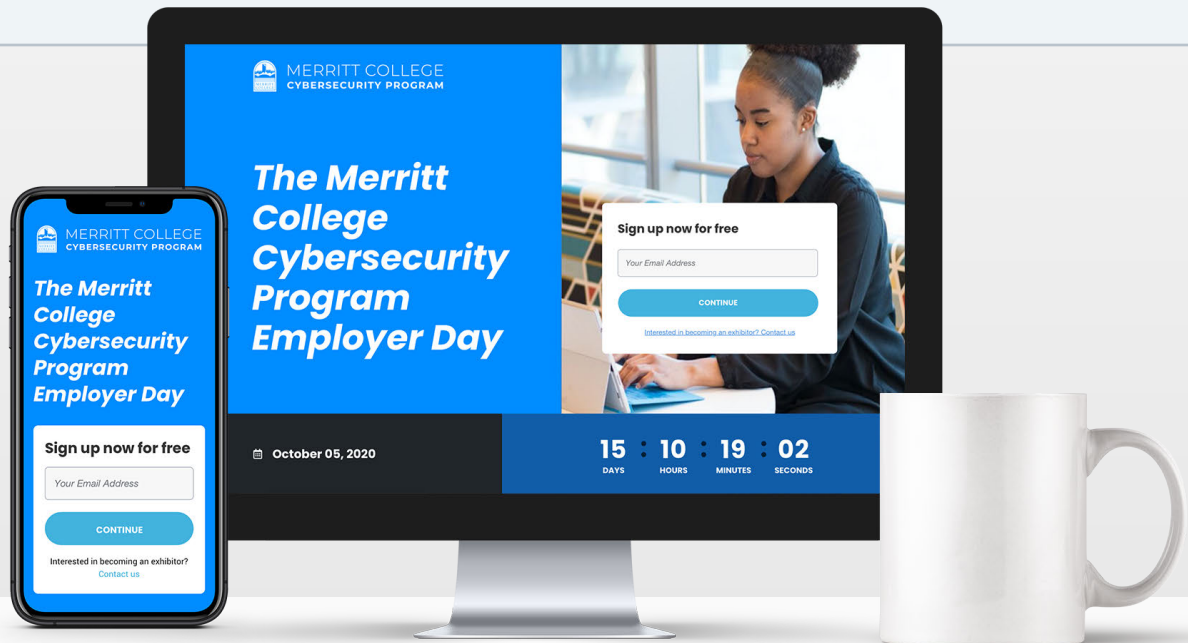 MERRITT COLLEGE
CYBERSECURITY PROGRAM
The Merritt
College
Cybersecurity
Program
Employer Day
Sign up now for free
Your Email Address
CONTINUE
Interested in becoming an exhibitor? Contact us
October 05, 2020
15 : 10 : 19 : 02
DAYS HOURS MINUTES SECONDS
MERRITT COLLEGE
CYBERSECURITY PROGRAM
The Merritt
College
Cybersecurity
Program
Employer Day
Sign up now for free
Your Email Address
CONTINUE
Interested in becoming an exhibitor?
Contact us